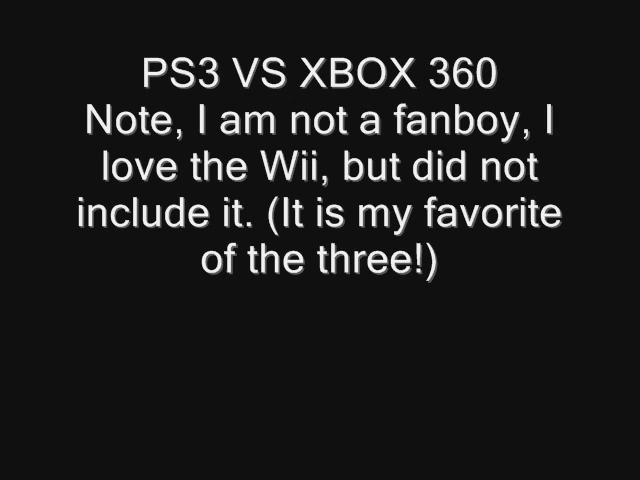 PS3 VS XBOX 360
Note, I am not a fanboy, I
love the Wii, but did not
include it. (It is my favorite
of the three!)